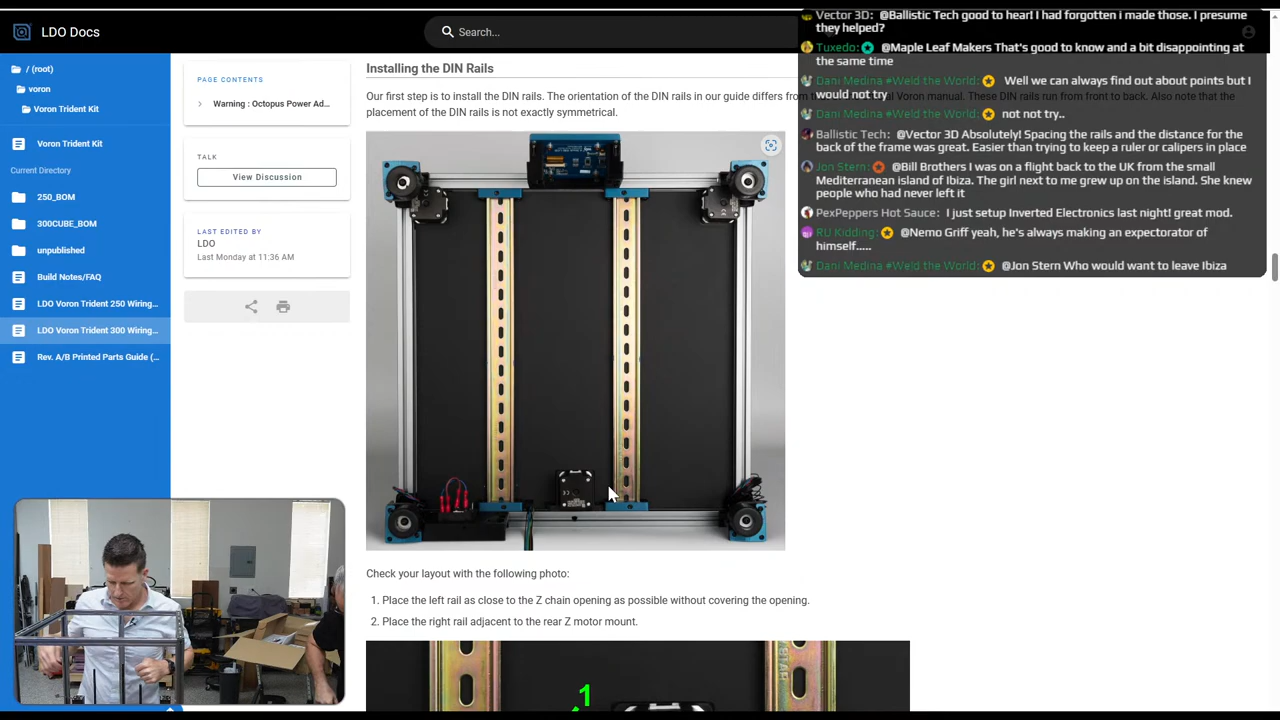 LDO Docs
Search...
/ (root)
voron
Voron Trident Kit
Voron Trident Kit
Current Directory
250_BOM
300CUBE_BOM
unpublished
Build Notes/FAQ
LDO Voron Trident 250 Wiring...
LDO Voron Trident 300 Wiring...
Rev. A/B Printed Parts Guide (...
PAGE CONTENTS
Warning : Octopus Power Ad...
TALK
View Discussion
LAST EDITED BY
LDO
Last Monday at 11:36 AM
Installing the DIN Rails
Our first step is to install the DIN rails. The orientation of the DIN rails in our guide differs from
These DIN rails run from front to back. Also note that the
placement of the DIN rails is not exactly symmetrical.
Check your layout with the following photo:
1. Place the left rail as close to the Z chain opening as possible without covering the opening.
2. Place the right rail adjacent to the rear Z motor mount.
1
Vector 3D: @Ballistic Tech good to hear! I had forgotten i made those. I presume
they helped?
Tuxedo: @Maple Leaf Makers That's good to know and a bit disappointing at
the same time
Dani Medina #Weld the World: Well we can always find out about points but I
would not try
Dani Medina #Weld the World: not not try..
Ballistic Tech: @Vector 3D Absolutely! Spacing the rails and the distance for the
back of the frame was great. Easier than trying to keep a ruler or calipers in place
Jon Stern: @Bill Brothers I was on a flight back to the UK from the small
Mediterranean island of Ibiza. The girl next to me grew up on the island. She knew
people who had never left it
PexPeppers Hot Sauce: I just setup Inverted Electronics last night! great mod.
RU Kidding: @Nemo Griff yeah, he's always making an expectorator of
himself.....
Dani Medina #Weld the World: @Jon Stern Who would want to leave Ibiza